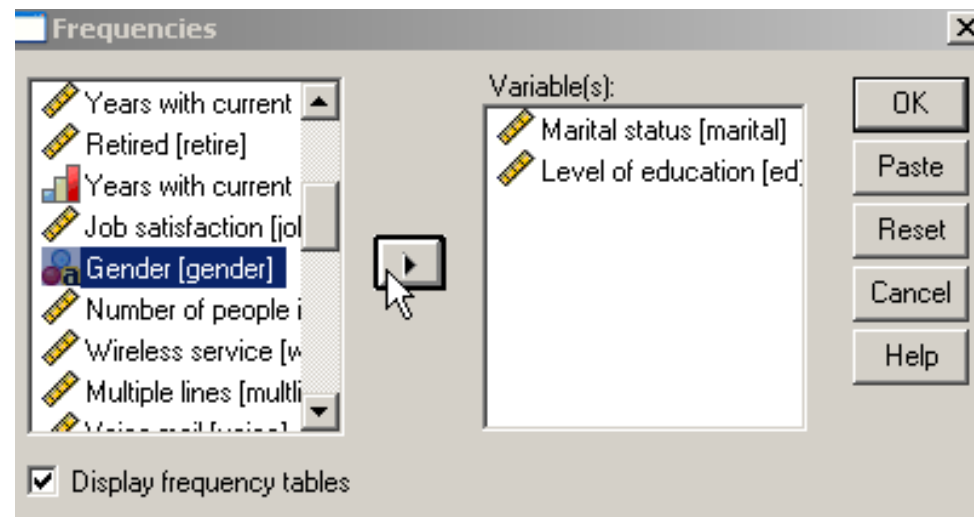 Frequencies
Years with current
Retired [retire]
Years with current
Job satisfaction [jol
Gender [gender]
Number of people i
Wireless service [w
Multiple lines [multli
Display frequency tables
Variable(s):
Marital status [marital]
Level of education [ed]
OK
Paste
Reset
Cancel
Help